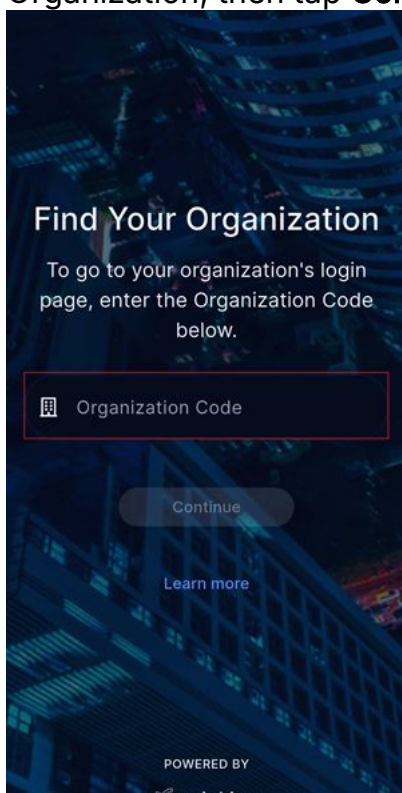 Organization, then tap
Find Your Organization
To go to your organization's login
page, enter the Organization Code
below.
Organization Code
Continue
Learn more
POWERED BY